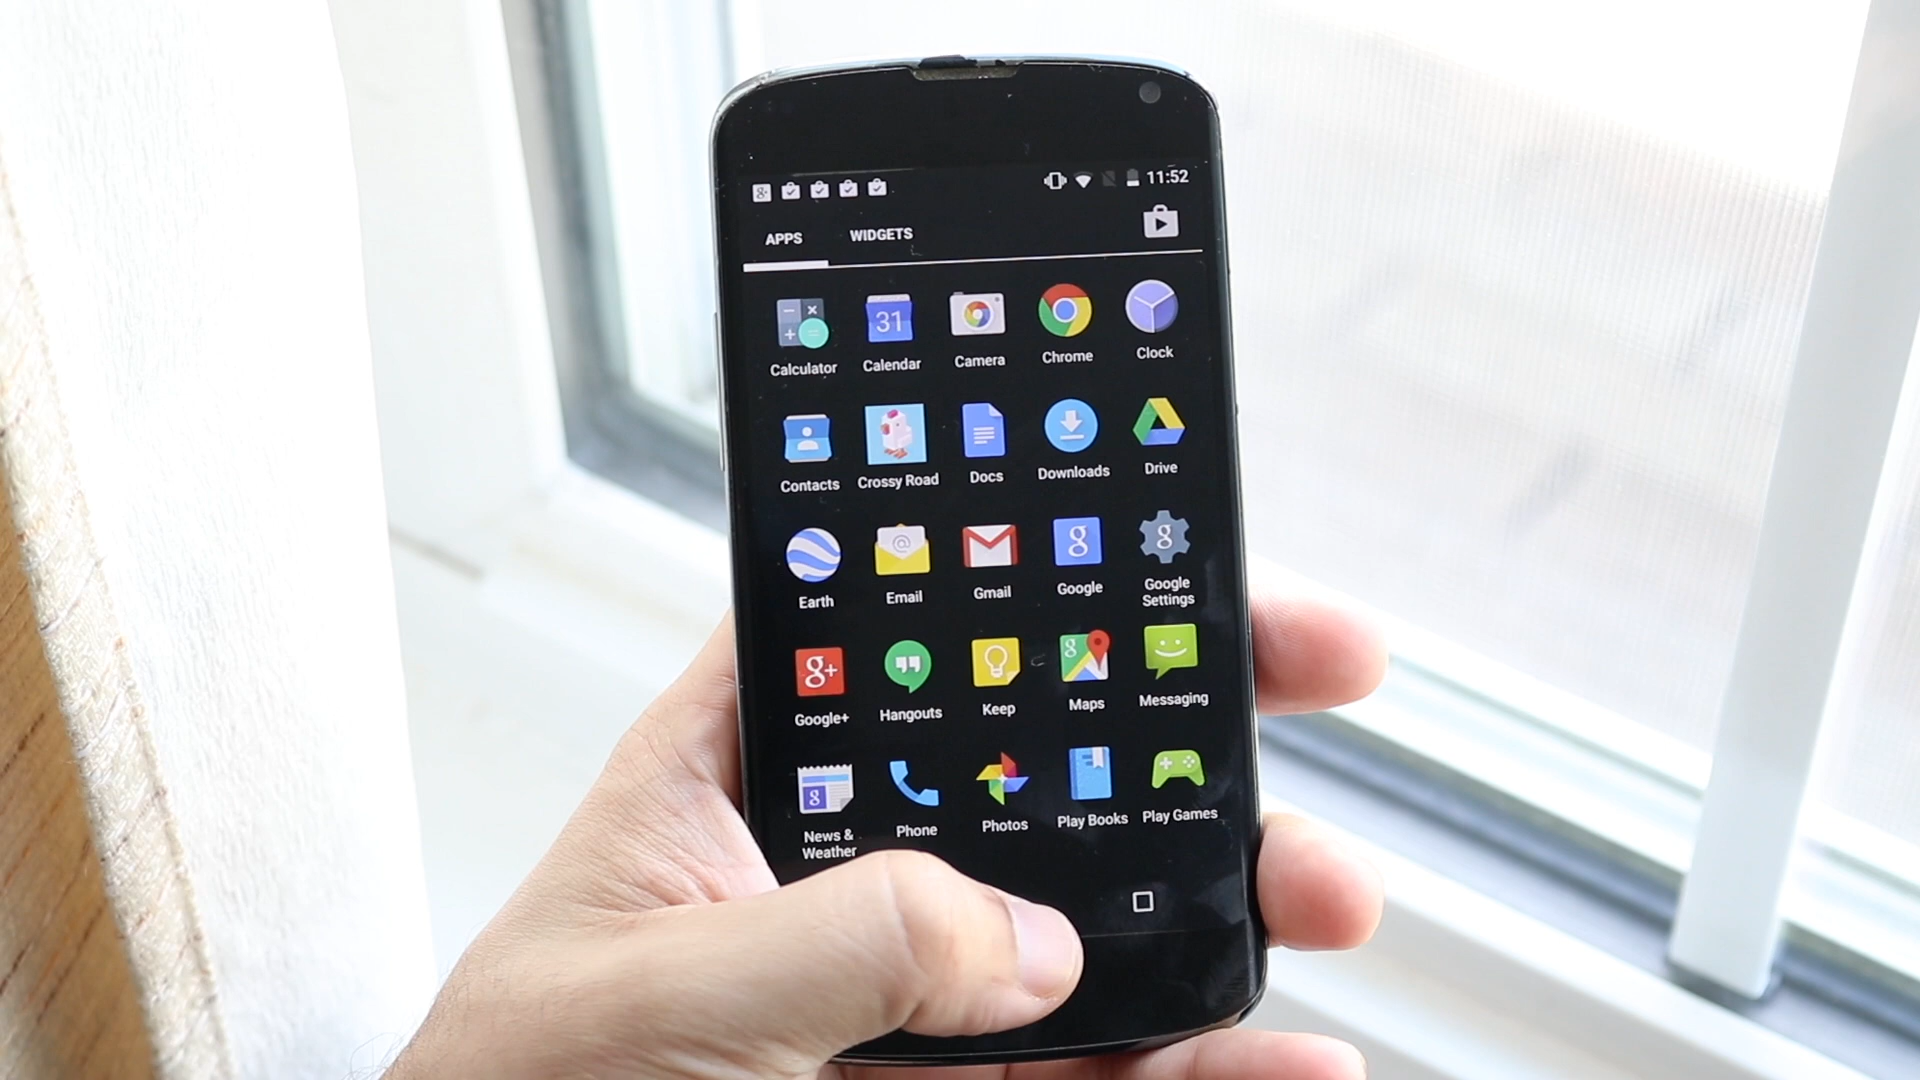 11:52
APPS WIDGETS
31
Calculator Calendar Camera Chrome Clock
Contacts Crossy Road Docs Downloads Drive
@ g g
Earth Email Gmail Google Google
Settings
g+ g
Google+ Hangouts Keep Maps Messaging
g
News & Phone Photos Play Books Play Games
Weather